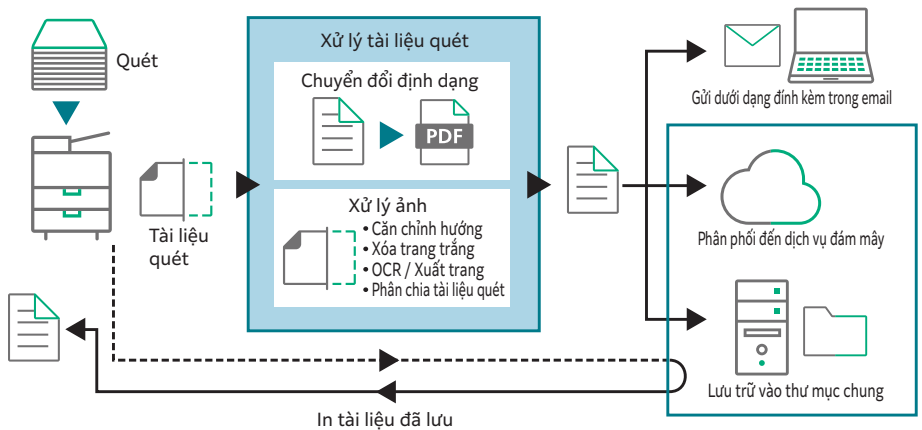 Quét
Tài liệu
quét
Xử lý tài liệu quét
Chuyển đổi định dạng
PDF
Xử lý ảnh
• Căn chỉnh hướng
• Xóa trang trắng
• OCR / Xuất trang
• Phân chia tài liệu quét
Gửi dưới dạng đính kèm trong email
Phân phối đến dịch vụ đám mây
Lưu trữ vào thư mục chung
In tài liệu đã lưu